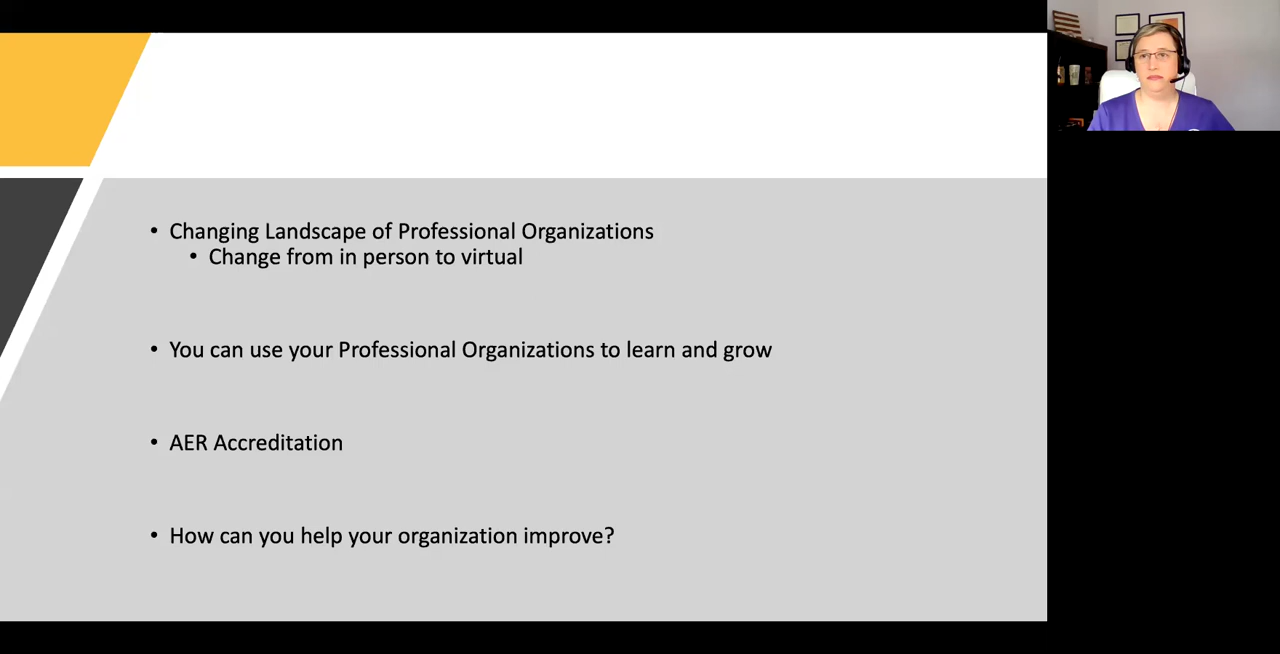 • Changing Landscape of Professional Organizations
• Change from in person to virtual
• You can use your Professional Organizations to learn and grow
• AER Accreditation
• How can you help your organization improve?